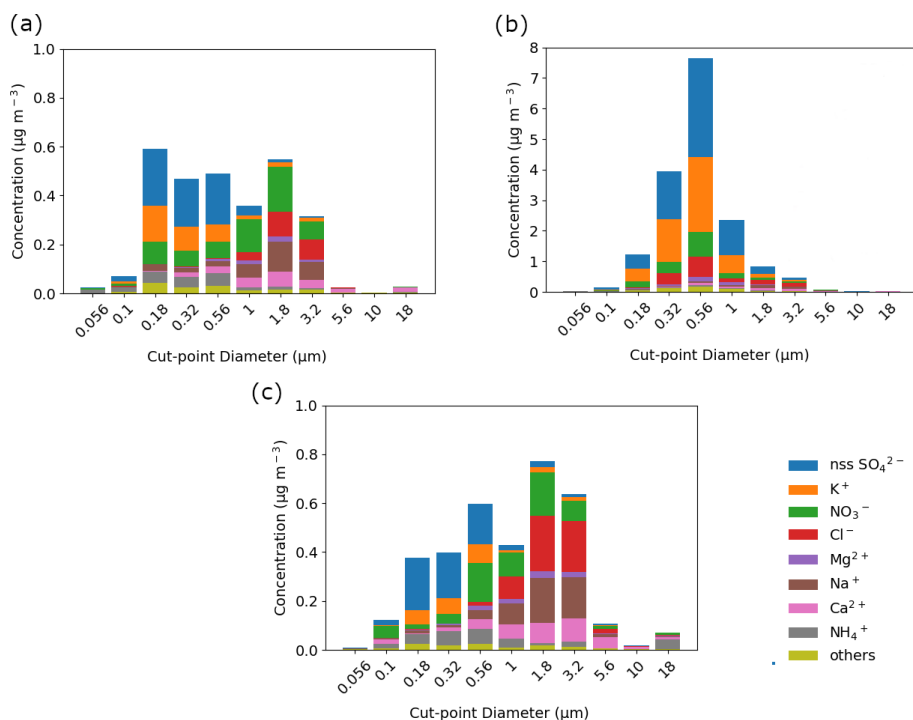 (a)
1.0
0.8
0.6
0.4
0.2
0.0
Concentration (µg m⁻³)
0.056 0.1 0.18 0.32 0.56 1 1.8 3.2 5.6 10 18
Cut-point Diameter (µm)
(b)
8
7
6
5
4
3
2
1
0
Concentration (µg m⁻³)
0.056 0.1 0.18 0.32 0.56 1 1.8 3.2 5.6 10 18
Cut-point Diameter (µm)
(c)
1.0
0.8
0.6
0.4
0.2
0.0
Concentration (µg m⁻³)
0.056 0.1 0.18 0.32 0.56 1 1.8 3.2 5.6 10 18
Cut-point Diameter (µm)
nss SO₄²⁻
K⁺
NO₃⁻
Cl⁻
Mg²⁺
Na⁺
Ca²⁺
NH₄⁺
others